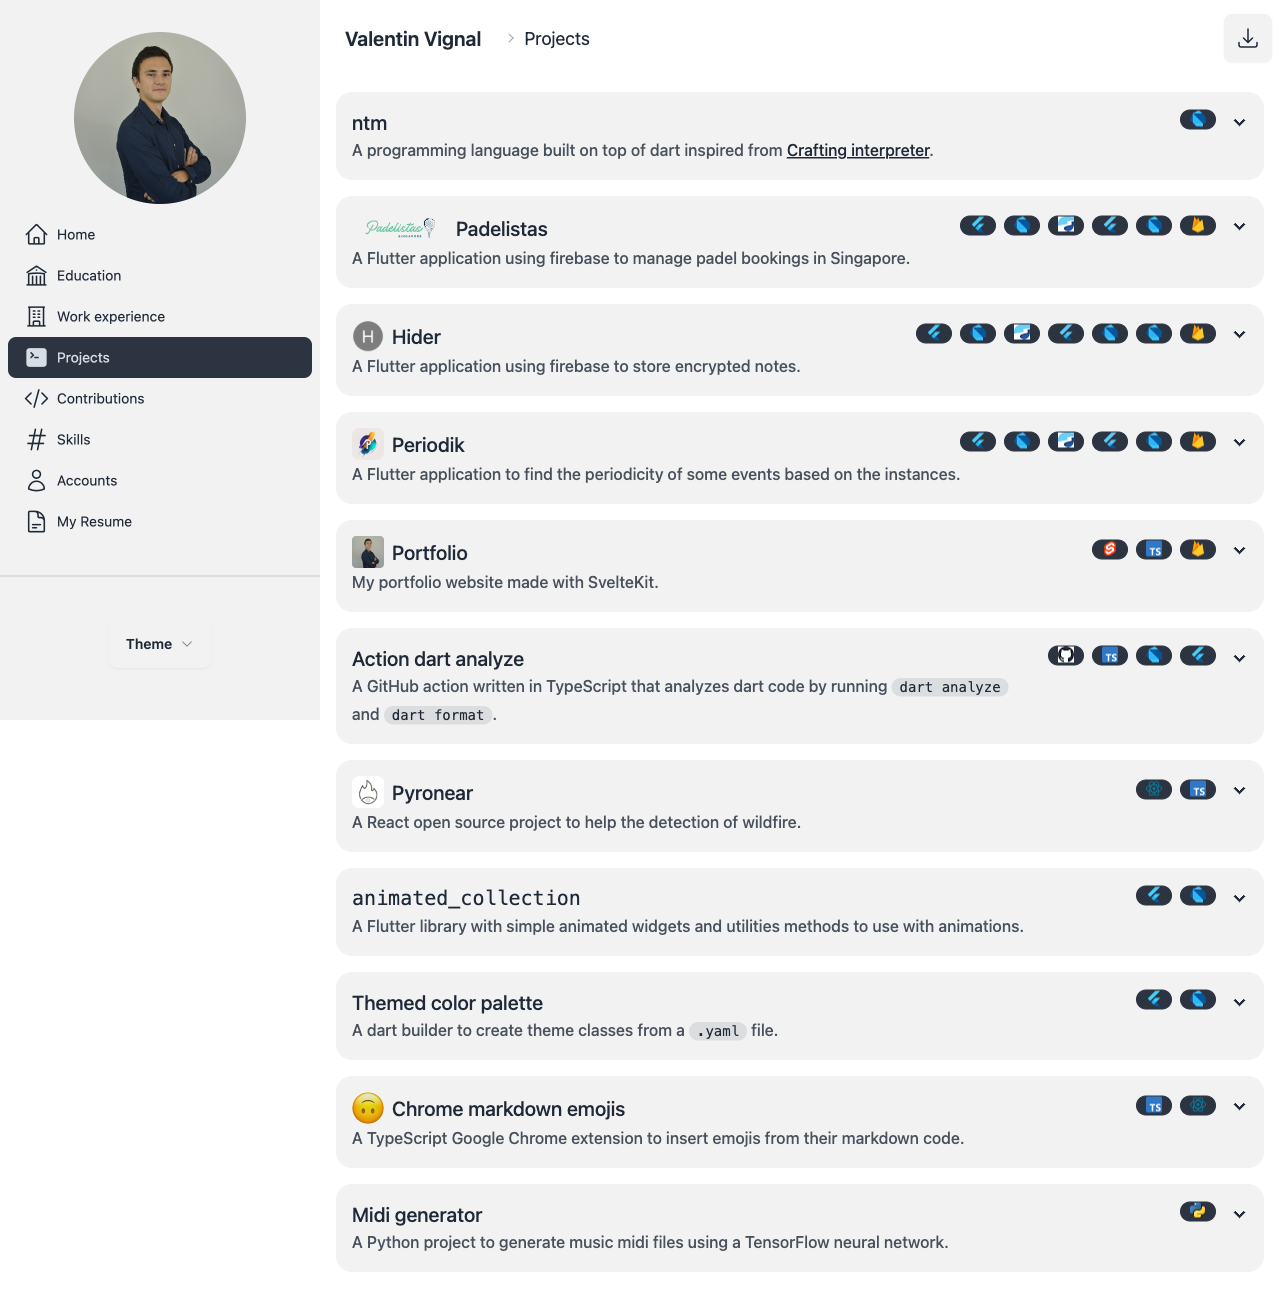 Valentin Vignal
Projects
Home
Education
Work experience
Projects
Contributions
Skills
Accounts
My Resume
Theme
ntm
A programming language built on top of dart inspired from Crafting interpreter.
Padelistas
SINGAPORE
Padelistas
A Flutter application using firebase to manage padel bookings in Singapore.
H
Hider
A Flutter application using firebase to store encrypted notes.
Periodik
A Flutter application to find the periodicity of some events based on the instances.
Portfolio
TS
My portfolio website made with SvelteKit.
Action dart analyze
TS
A GitHub action written in TypeScript that analyzes dart code by running dart analyze
and dart format.
Pyronear
TS
A React open source project to help the detection of wildfire.
animated_collection
A Flutter library with simple animated widgets and utilities methods to use with animations.
Themed color palette
A dart builder to create theme classes from a .yaml file.
Chrome markdown emojis
TS
A TypeScript Google Chrome extension to insert emojis from their markdown code.
Midi generator
A Python project to generate music midi files using a TensorFlow neural network.